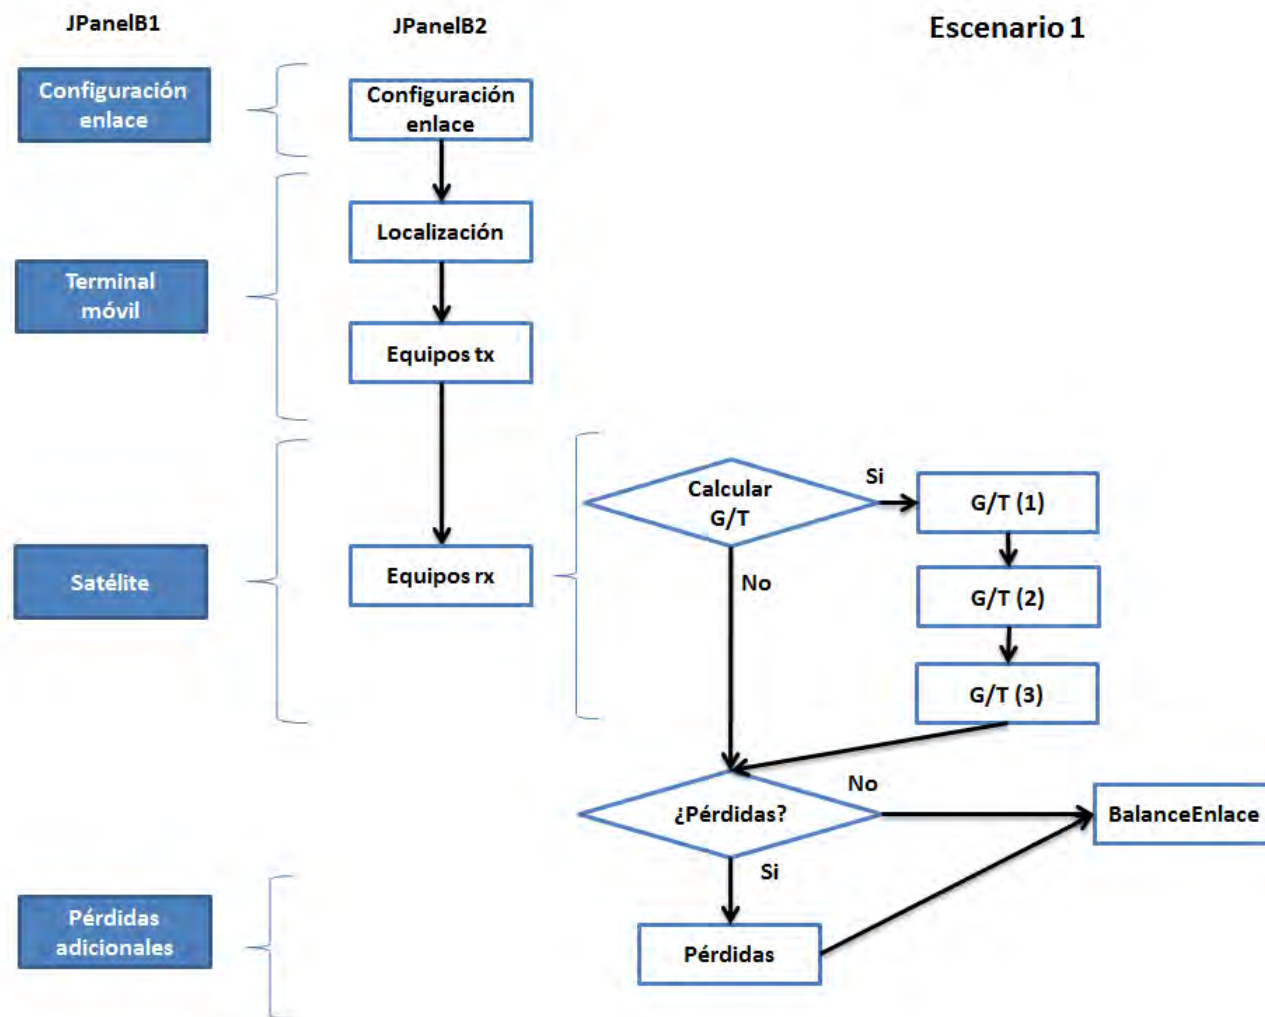 JPanelB1
JPanelB2
Escenario 1
Configuración
enlace
Configuración
enlace
Localización
Terminal
móvil
Equipos tx
Calcular
G/T
Si
G/T (1)
No
G/T (2)
Satélite
Equipos rx
G/T (3)
¿Pérdidas?
No
BalanceEnlace
Si
Pérdidas
adicionales
Pérdidas